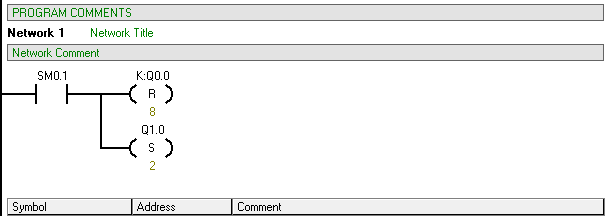 PROGRAM COMMENTS
Network 1 Network Title
Network Comment
SM0.1 K:Q0.0
R
8
Q1.0
S
2
Symbol Address Comment